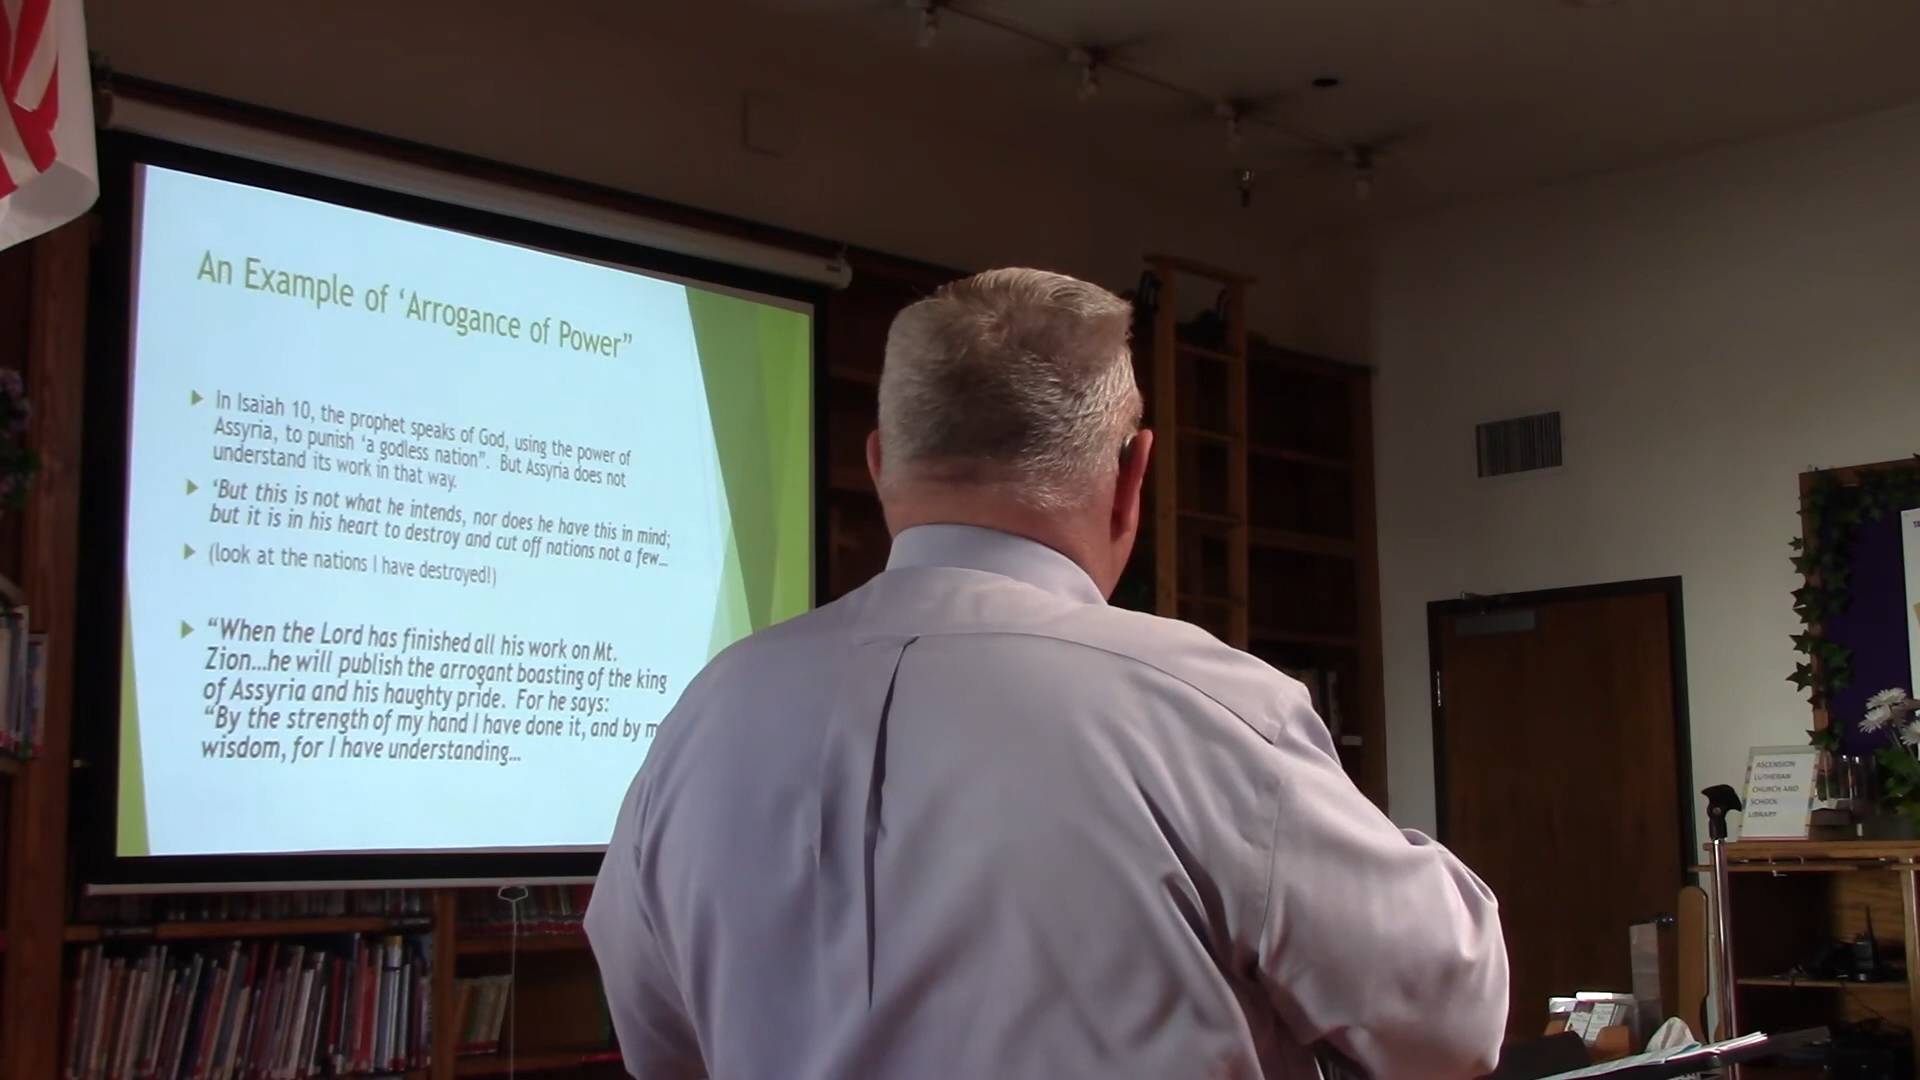 An Example of ‘Arrogance of Power”
In Isaiah 10, the prophet speaks of God, using the power of
Assyria, to punish ‘a godless nation”. But Assyria does not
understand its work in that way.
‘But this is not what he intends, nor does he have this in mind;
but it is in his heart to destroy and cut off nations not a few…
(look at the nations I have destroyed!)
“When the Lord has finished all his work on Mt.
Zion…he will publish the arrogant boasting of the king
of Assyria and his haughty pride. For he says:
“By the strength of my hand I have done it, and by m
wisdom, for I have understanding…
ASCENSION
LUTHERAN
CHURCH AND
SCHOOL
LIBRARY